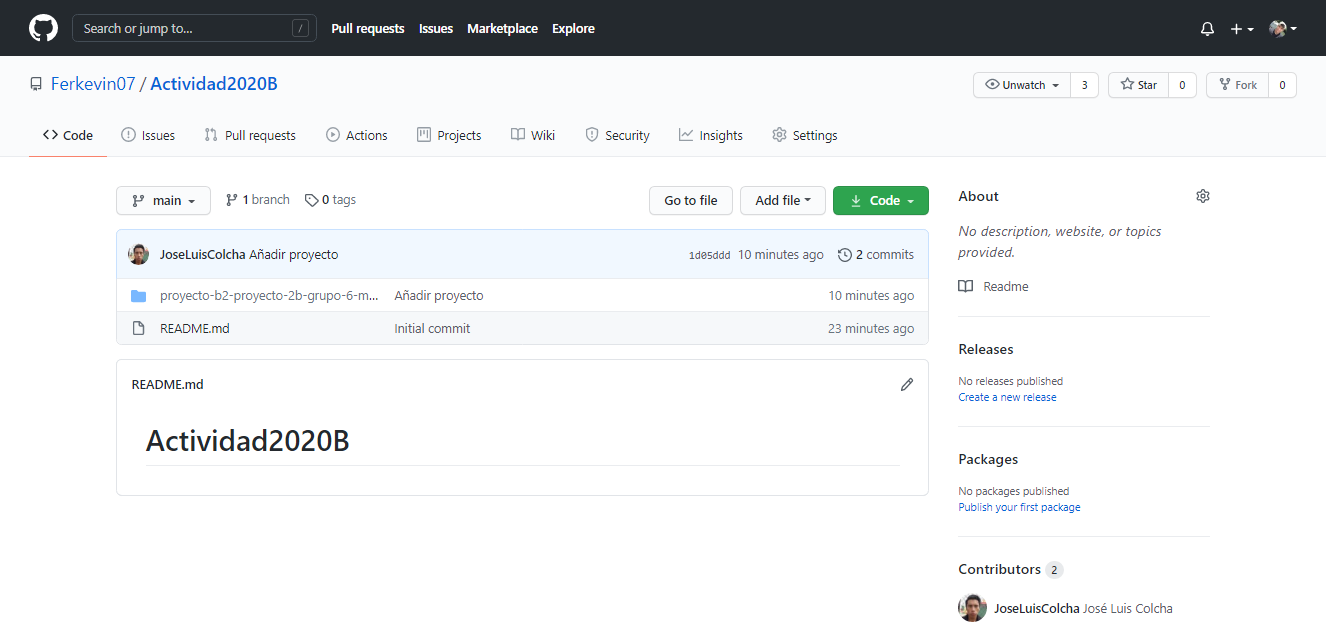 Search or jump to... / Pull requests Issues Marketplace Explore
Ferkevin07 / Actividad2020B Unwatch 3 Star 0 Fork 0
Code Issues Pull requests Actions Projects Wiki Security Insights Settings
main 1 branch 0 tags Go to file Add file Code
JoseLuisColcha Añadir proyecto 1d05ddd 10 minutes ago 2 commits
proyecto-b2-proyecto-2b-grupo-6-m... Añadir proyecto 10 minutes ago
README.md Initial commit 23 minutes ago
README.md
Actividad2020B
About
No description, website, or topics
provided.
Readme
Releases
No releases published
Create a new release
Packages
No packages published
Publish your first package
Contributors 2
JoseLuisColcha José Luis Colcha